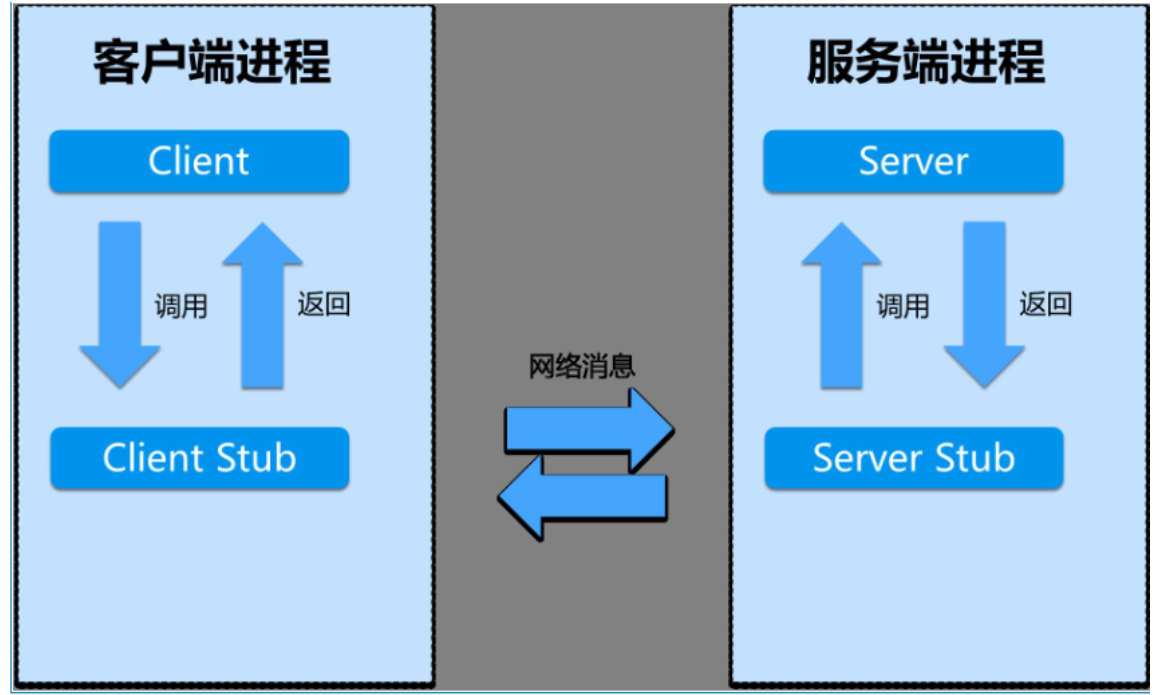 客户端进程
Client
调用
返回
Client Stub
网络消息
服务端进程
Server
调用
返回
Server Stub